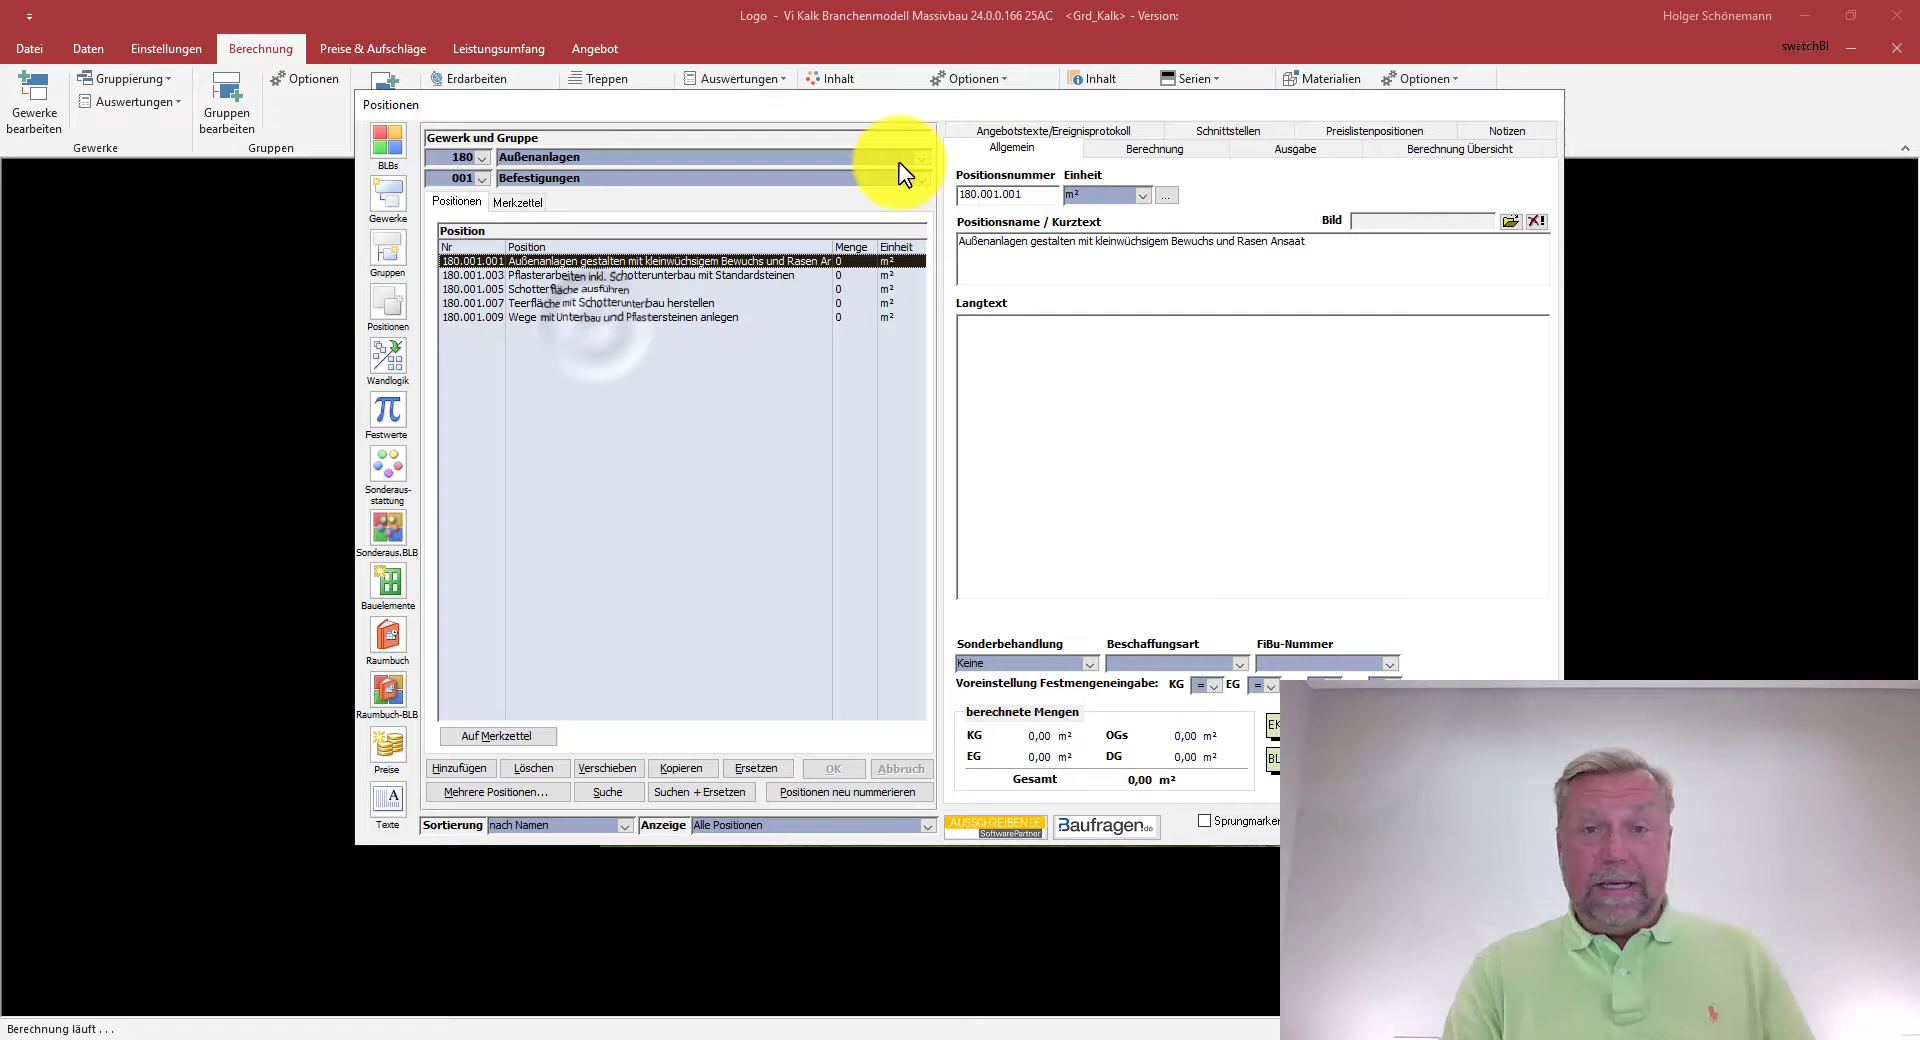 Logo - Vi Kalk Branchenmodell Massivbau 24.0.0.166 25AC <Grd_Kalk> - Version:
Holger Schönemann
Datei Daten Einstellungen Berechnung Preise & Aufschläge Leistungsumfang Angebot
swatchBl
Gewerke bearbeiten
Gruppierung
Auswertungen
Gruppen bearbeiten
Optionen
Erdarbeiten
Treppen
Auswertungen
Inhalt
Optionen
Inhalt
Serien
Materialien
Optionen
Gewerke
Gruppen
Positionen
BLBs
Gewerke
Gruppen
Positionen
Wandlogik
Festwerte
Sonderaus-
stattung
Sonderaus.BLB
Bauelemente
Raumbuch
Raumbuch-BLB
Preise
Texte
Gewerk und Gruppe
180 Außenanlagen
001 Befestigungen
Positionen Merkzettel
Position
Nr Position Menge Einheit
180.001.001 Außenanlagen gestalten mit kleinwüchsigem Bewuchs und Rasen Ar 0 m²
180.001.003 Pflasterarbeiten inkl. Schotterunterbau mit Standardsteinen 0 m²
180.001.005 Schotterfläche ausführen 0 m²
180.001.007 Teerfläche mit Schotterunterbau herstellen 0 m²
180.001.009 Wege mit Unterbau und Pflastersteinen anlegen 0 m²
Auf Merkzettel
Hinzufügen Löschen Verschieben Kopieren Ersetzen OK Abbruch
Mehrere Positionen... Suche Suchen + Ersetzen Positionen neu nummerieren
Sortierung nach Namen Anzeige Alle Positionen
Angebotstexte/Ereignisprotokoll Schnittstellen Preislistenpositionen Notizen
Allgemein Berechnung Ausgabe Berechnung Übersicht
Positionsnummer Einheit
180.001.001 m² ...
Positionsname / Kurztext Bild
Außenanlagen gestalten mit kleinwüchsigem Bewuchs und Rasen Ansaat
Langtext
Sonderbehandlung Beschaffungsart FiBu-Nummer
Keine
Voreinstellung Festmengeneingabe: KG = EG =
berechnete Mengen
KG 0,00 m² OGs 0,00 m²
EG 0,00 m² DG 0,00 m²
Gesamt 0,00 m²
EK
BL
AUSSCHREIBEN.DE
SoftwarePartner
Baufragen.de
Sprungmarken
Berechnung läuft . . .